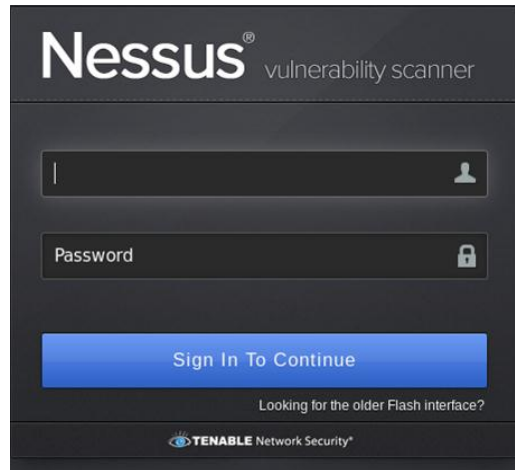 Nessus® vulnerability scanner
Password
Sign In To Continue
Looking for the older Flash interface?
TENABLE Network Security®